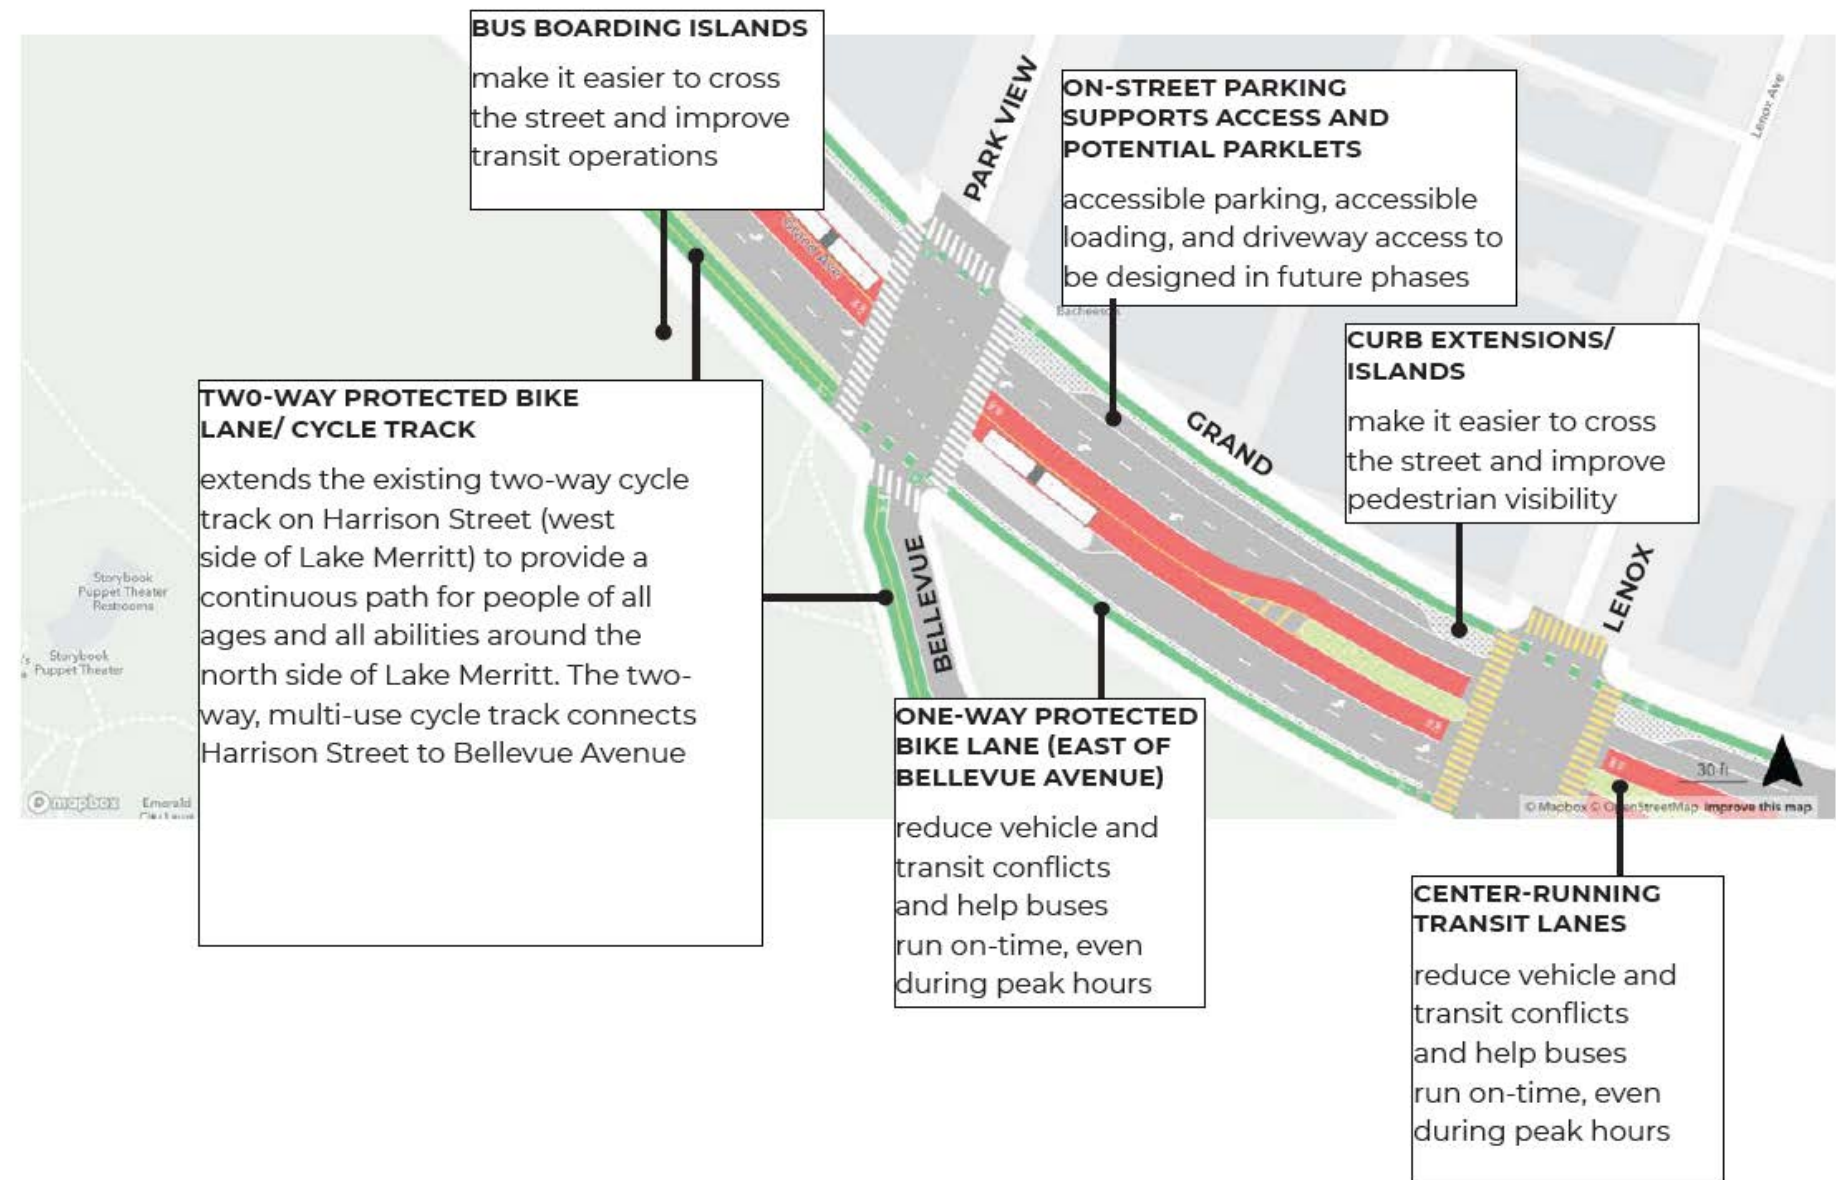 BUS BOARDING ISLANDS
make it easier to cross
the street and improve
transit operations
PARK VIEW
ON-STREET PARKING
SUPPORTS ACCESS AND
POTENTIAL PARKLETS
accessible parking, accessible
loading, and driveway access to
be designed in future phases
Lenox Ave
Grand Ave
CURB EXTENSIONS/
ISLANDS
make it easier to cross
the street and improve
pedestrian visibility
GRAND
LENOX
TW0-WAY PROTECTED BIKE
LANE/ CYCLE TRACK
extends the existing two-way cycle
track on Harrison Street (west
side of Lake Merritt) to provide a
continuous path for people of all
ages and all abilities around the
north side of Lake Merritt. The two-
way, multi-use cycle track connects
Harrison Street to Bellevue Avenue
BELLEVUE
Storybook
Puppet Theater
Restrooms
Storybook
Puppet Theater
mapbox
Emerald
ONE-WAY PROTECTED
BIKE LANE (EAST OF
BELLEVUE AVENUE)
reduce vehicle and
transit conflicts
and help buses
run on-time, even
during peak hours
30 ft
© Mapbox © OpenStreetMap Improve this map
CENTER-RUNNING
TRANSIT LANES
reduce vehicle and
transit conflicts
and help buses
run on-time, even
during peak hours